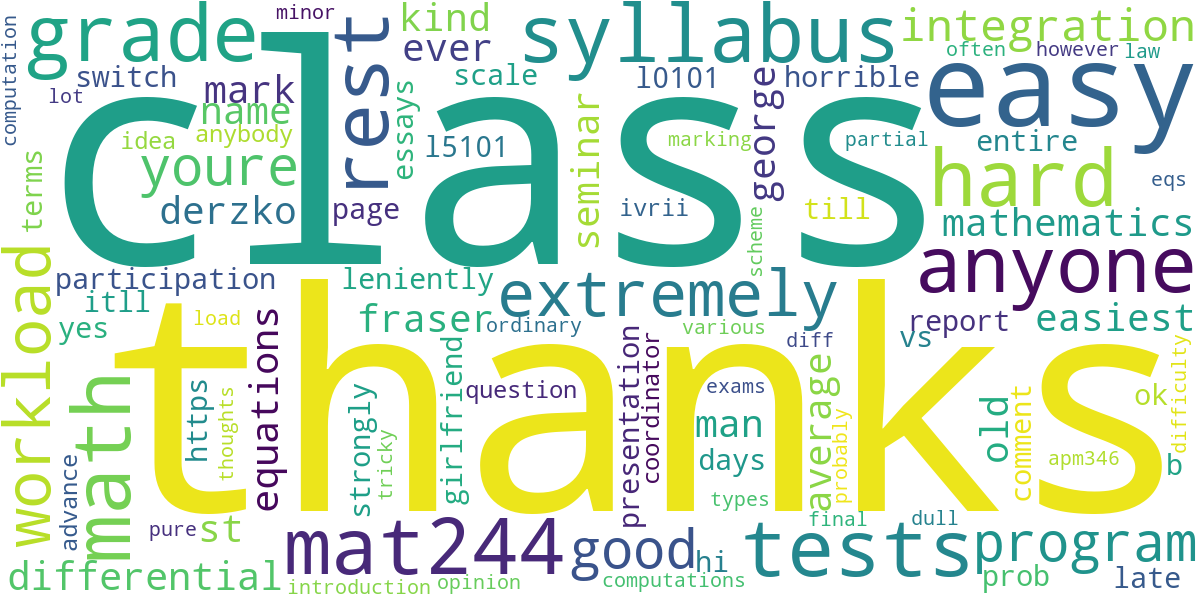 minor
kind
syllabus
integration
computation
grade
rest
ever
often
however
law
switch
scale
l0101
horrible
easy
lot
mark
name
class
idea
anybody
essays
l5101
seminar
marking
george
partial
entire
eqs
terms
youre
hard
derzko
page
ivrii
till
mathematics
workload
participation
leniently
extremely
scheme
anyone
itll
yes
load
fraser
ordinary
various
diff
vs
report
easiest
math
thanks
equations
https
thoughts
strongly
tricky
girlfriend
question
presentation
coordinator
exams
average
probably
man
days
types
old
comment
ok
difficulty
apm346
b
advance
pure
st
mat244
good
hi
tests
final
dull
program
differential
introduction
opinion
computations
prob
late